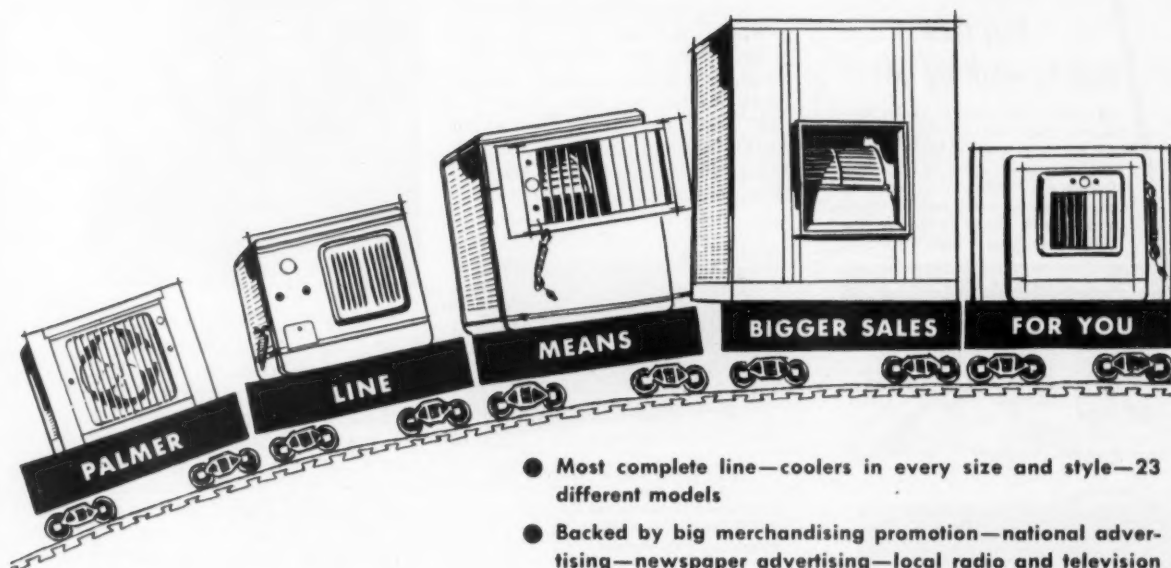 PALMER
LINE
MEANS
BIGGER SALES
FOR YOU
● Most complete line—coolers in every size and style—23
different models
● Backed by big merchandising promotion—national adver-
tising—newspaper advertising—local radio and television